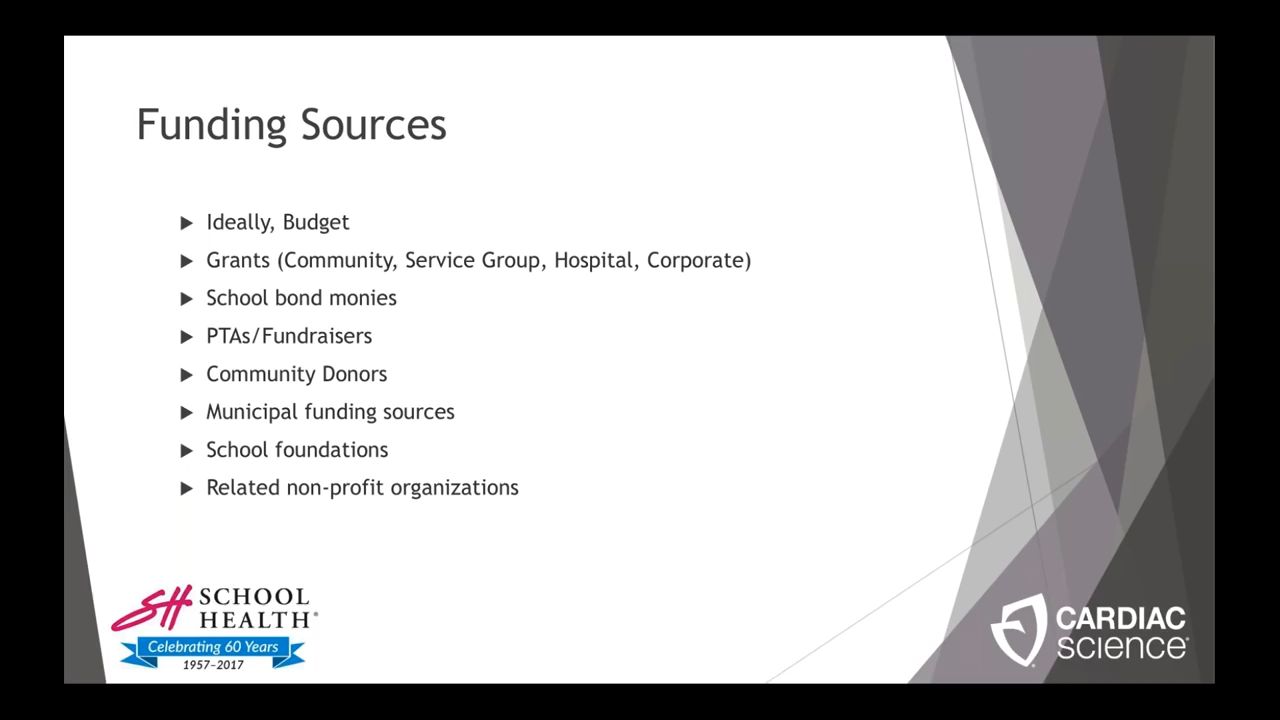 Funding Sources
Ideally, Budget
Grants (Community, Service Group, Hospital, Corporate)
School bond monies
PTAs/Fundraisers
Community Donors
Municipal funding sources
School foundations
Related non-profit organizations
SH SCHOOL
HEALTH®
Celebrating 60 Years
1957–2017
CARDIAC
science®